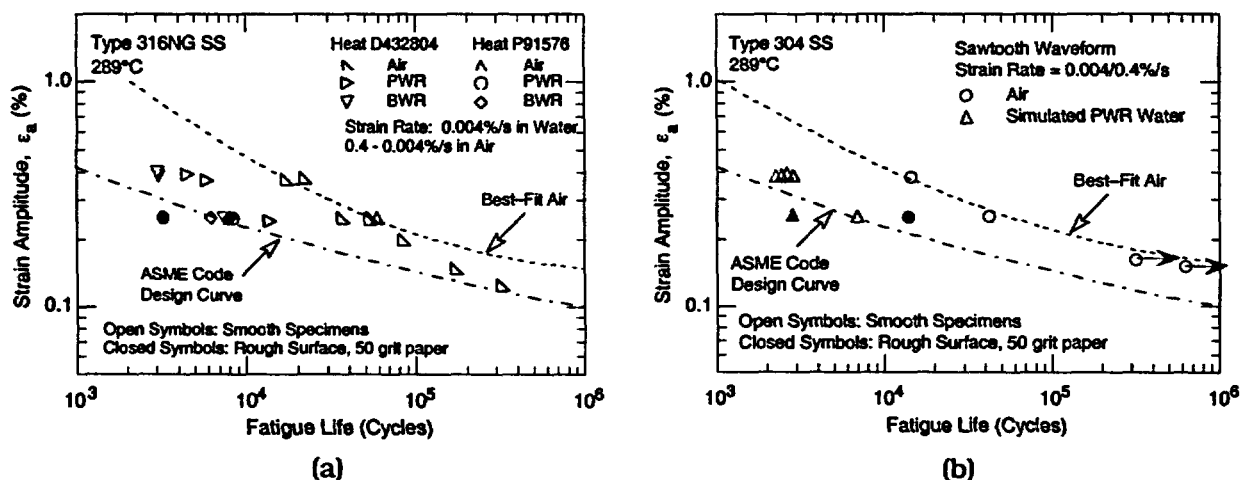 Type 316NG SS
289°C
Heat D432804 Heat P91576
Air Air
PWR PWR
BWR BWR
Strain Rate: 0.004%/s in Water
0.4 - 0.004%/s in Air
Best–Fit Air
ASME Code
Design Curve
Open Symbols: Smooth Specimens
Closed Symbols: Rough Surface, 50 grit paper
Strain Amplitude, εa (%)
1.0
0.1
10³ 10⁴ 10⁵ 10⁶
Fatigue Life (Cycles)
(a)
Type 304 SS
289°C
Sawtooth Waveform
Strain Rate = 0.004/0.4%/s
Air
Simulated PWR Water
Best–Fit Air
ASME Code
Design Curve
Open Symbols: Smooth Specimens
Closed Symbols: Rough Surface, 50 grit paper
Strain Amplitude, εa (%)
1.0
0.1
10³ 10⁴ 10⁵ 10⁶
Fatigue Life (Cycles)
(b)